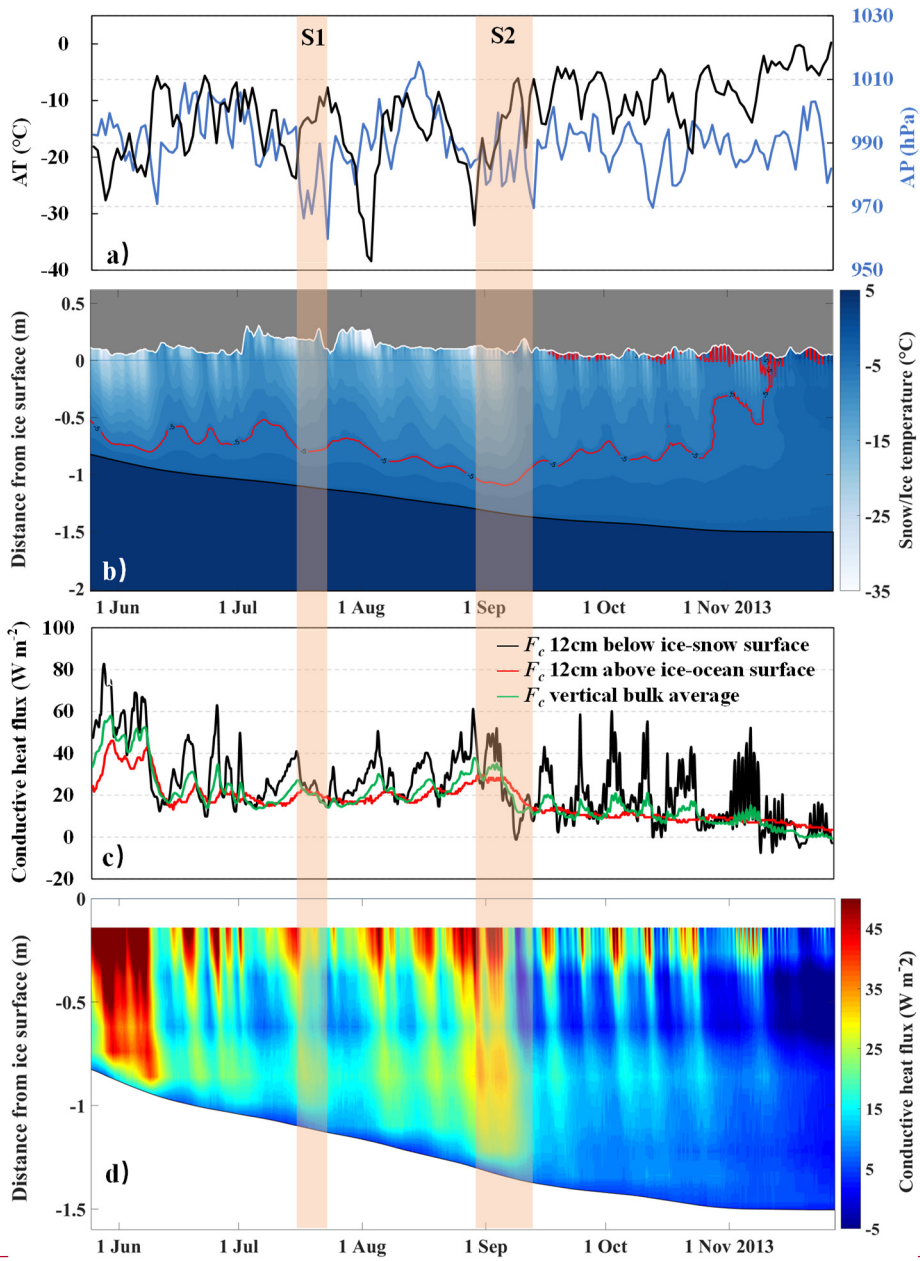 S1
S2
0
-10
-20
-30
-40
AT (°C)
1030
1010
990
970
950
AP (hPa)
a)
0.5
0
-0.5
-1
-1.5
-2
Distance from ice surface (m)
5
-5
-15
-25
-35
Snow/Ice temperature (°C)
b)
1 Jun
1 Jul
1 Aug
1 Sep
1 Oct
1 Nov 2013
100
80
60
40
20
0
-20
Conductive heat flux (W m-2)
Fc 12cm below ice-snow surface
Fc 12cm above ice-ocean surface
Fc vertical bulk average
c)
0
-0.5
-1
-1.5
Distance from ice surface (m)
45
35
25
15
5
-5
Conductive heat flux (W m-2)
d)
1 Jun
1 Jul
1 Aug
1 Sep
1 Oct
1 Nov 2013